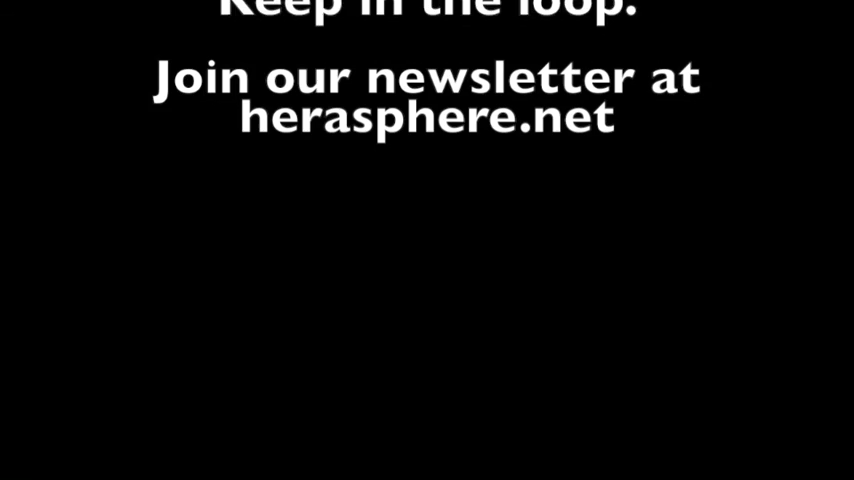 Keep in the loop.
Join our newsletter at
herasphere.net